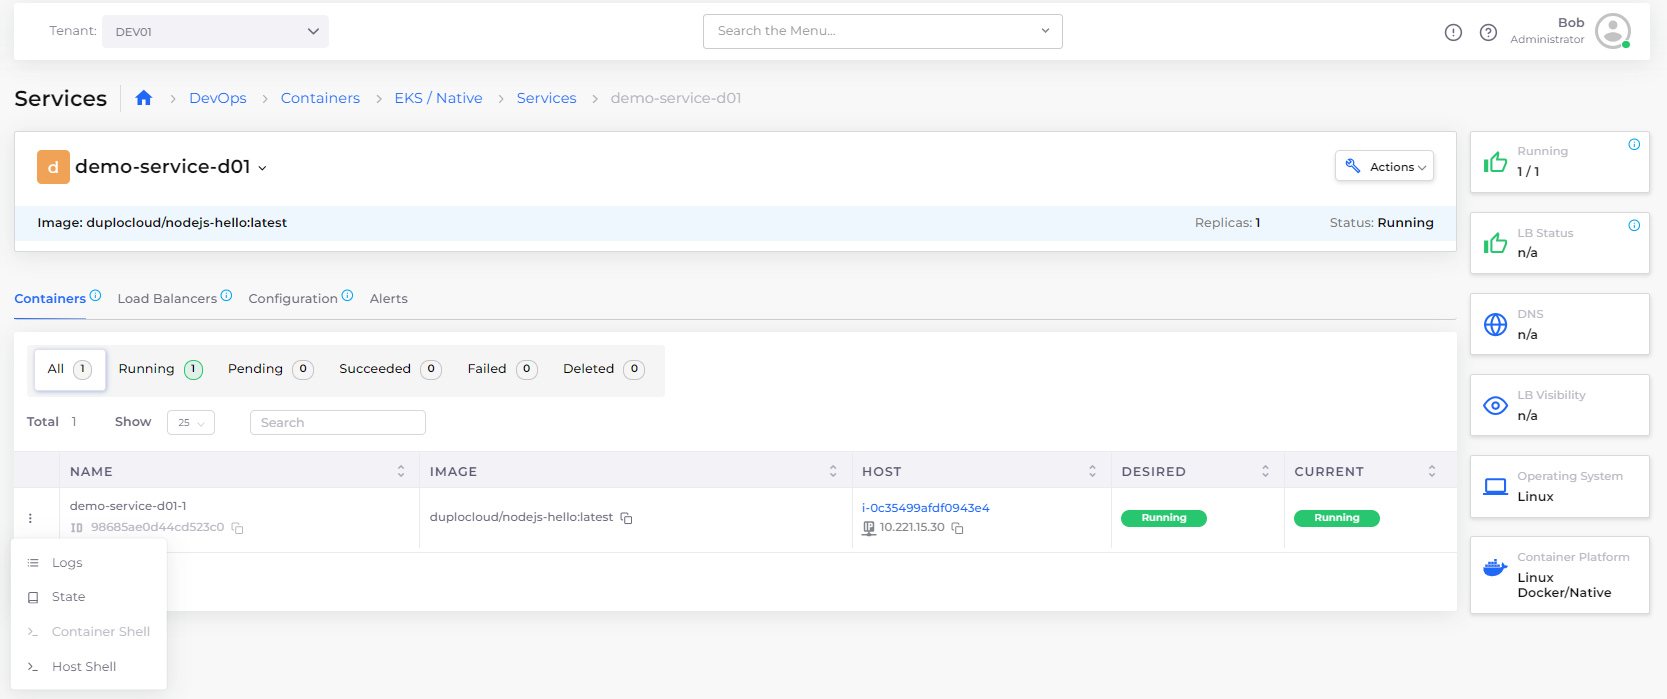 Tenant: DEV01 Search the Menu... Bob
Administrator
Services DevOps Containers EKS / Native Services demo-service-d01
d demo-service-d01 Actions
Image: duplocloud/nodejs-hello:latest Replicas: 1 Status: Running
Running
1 / 1
LB Status
n/a
DNS
n/a
LB Visibility
n/a
Operating System
Linux
Container Platform
Linux
Docker/Native
Containers Load Balancers Configuration Alerts
All 1 Running 1 Pending 0 Succeeded 0 Failed 0 Deleted 0
Total 1 Show 25 Search
NAME IMAGE HOST DESIRED CURRENT
demo-service-d01-1 duplocloud/nodejs-hello:latest i-0c35499afdf0943e4 Running Running
ID 98685ae0d44cd523c0 10.221.15.30
Logs
State
Container Shell
Host Shell